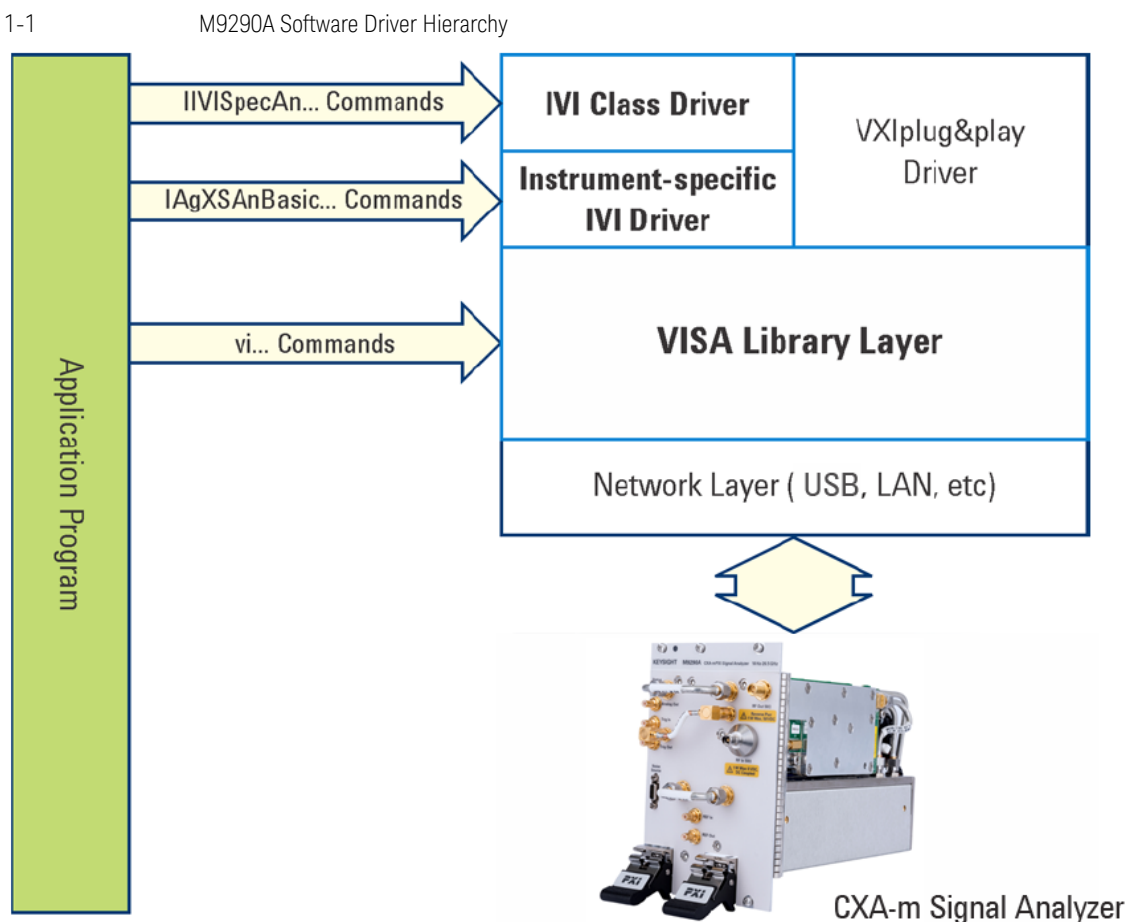 1-1 M9290A Software Driver Hierarchy
IIVISpecAn... Commands
IVI Class Driver
VXIplug&play
Driver
IAgXSAnBasic... Commands
Instrument-specific
IVI Driver
vi... Commands
VISA Library Layer
Application Program
Network Layer ( USB, LAN, etc)
KEYSIGHT M9290A
PXI
PXI
CXA-m Signal Analyzer